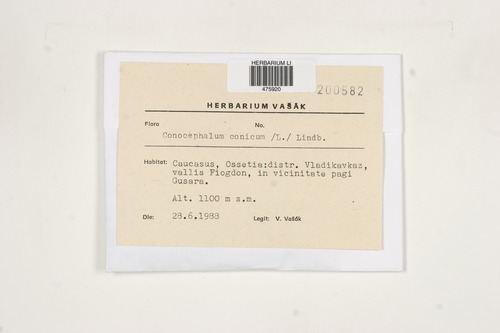 HERBARIUM LI
475920
200582
HERBARIUM VAŠÁK
Flora No.
Conocephalum conicum /L./ Lindb.
Habitat: Caucasus, Ossetia:distr. Vladikavkaz,
vallis Fiogdon, in vicinitate pagi
Gusara.
Alt. 1100 m s.m.
Die: 28.6.1988 Legit: V. Vašák